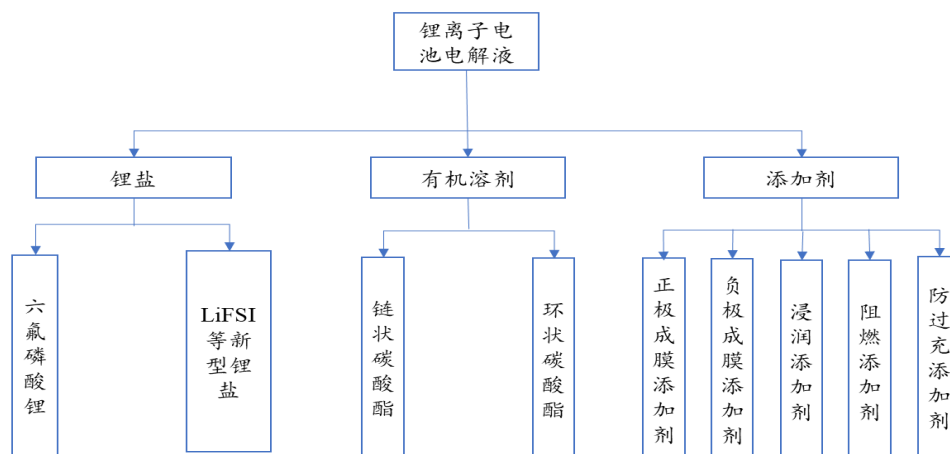 锂离子电
池电解液
锂盐
有机溶剂
添加剂
六氟磷酸锂
LiFSI
等新
型锂
盐
链状碳酸酯
环状碳酸酯
正极成膜添加剂
负极成膜添加剂
浸润添加剂
阻燃添加剂
防过充添加剂